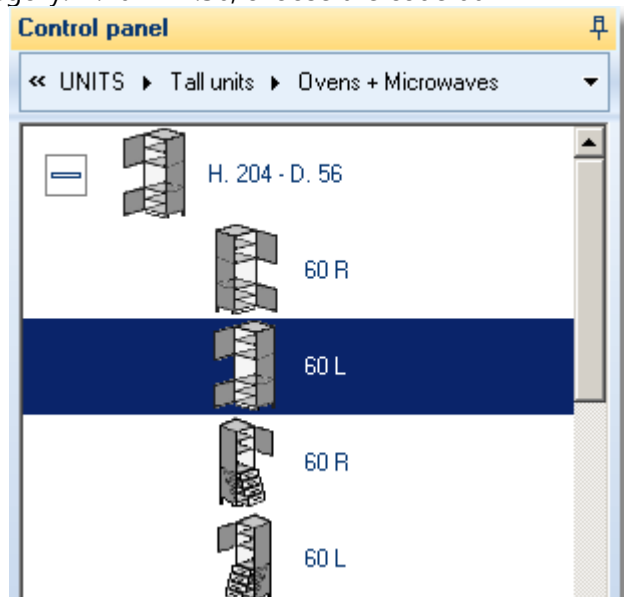 Control panel
« UNITS ▸ Tall units ▸ Ovens + Microwaves
H. 204 - D. 56
60 R
60 L
60 R
60 L